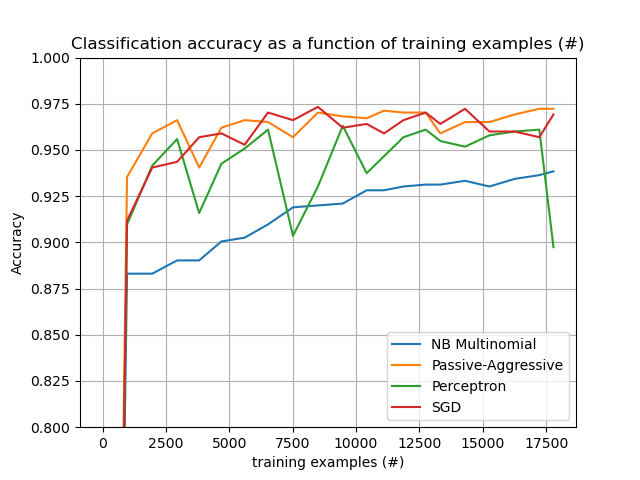 Classification accuracy as a function of training examples (#)
1.000
0.975
0.950
0.925
0.900
0.875
0.850
0.825
0.800
Accuracy
NB Multinomial
Passive-Aggressive
Perceptron
SGD
0 2500 5000 7500 10000 12500 15000 17500
training examples (#)